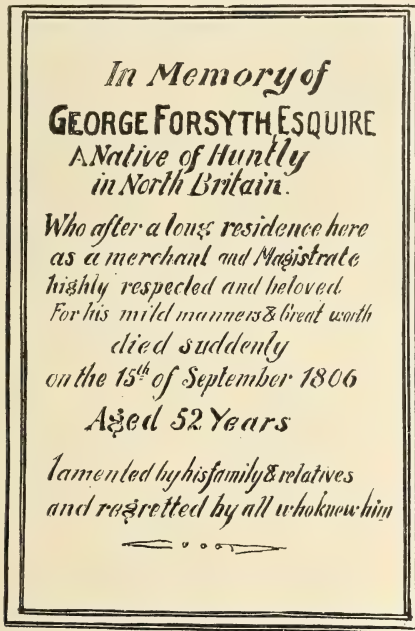 In Memory of
GEORGE FORSYTH ESQUIRE
A Native of Huntly
in North Britain.
Who after a long residence here
as a merchant and Magistrate
highly respected and beloved
For his mild manners & Great worth
died suddenly
on the 15th of September 1806
Aged 52 Years
lamented by his family & relatives
and regretted by all who knew him